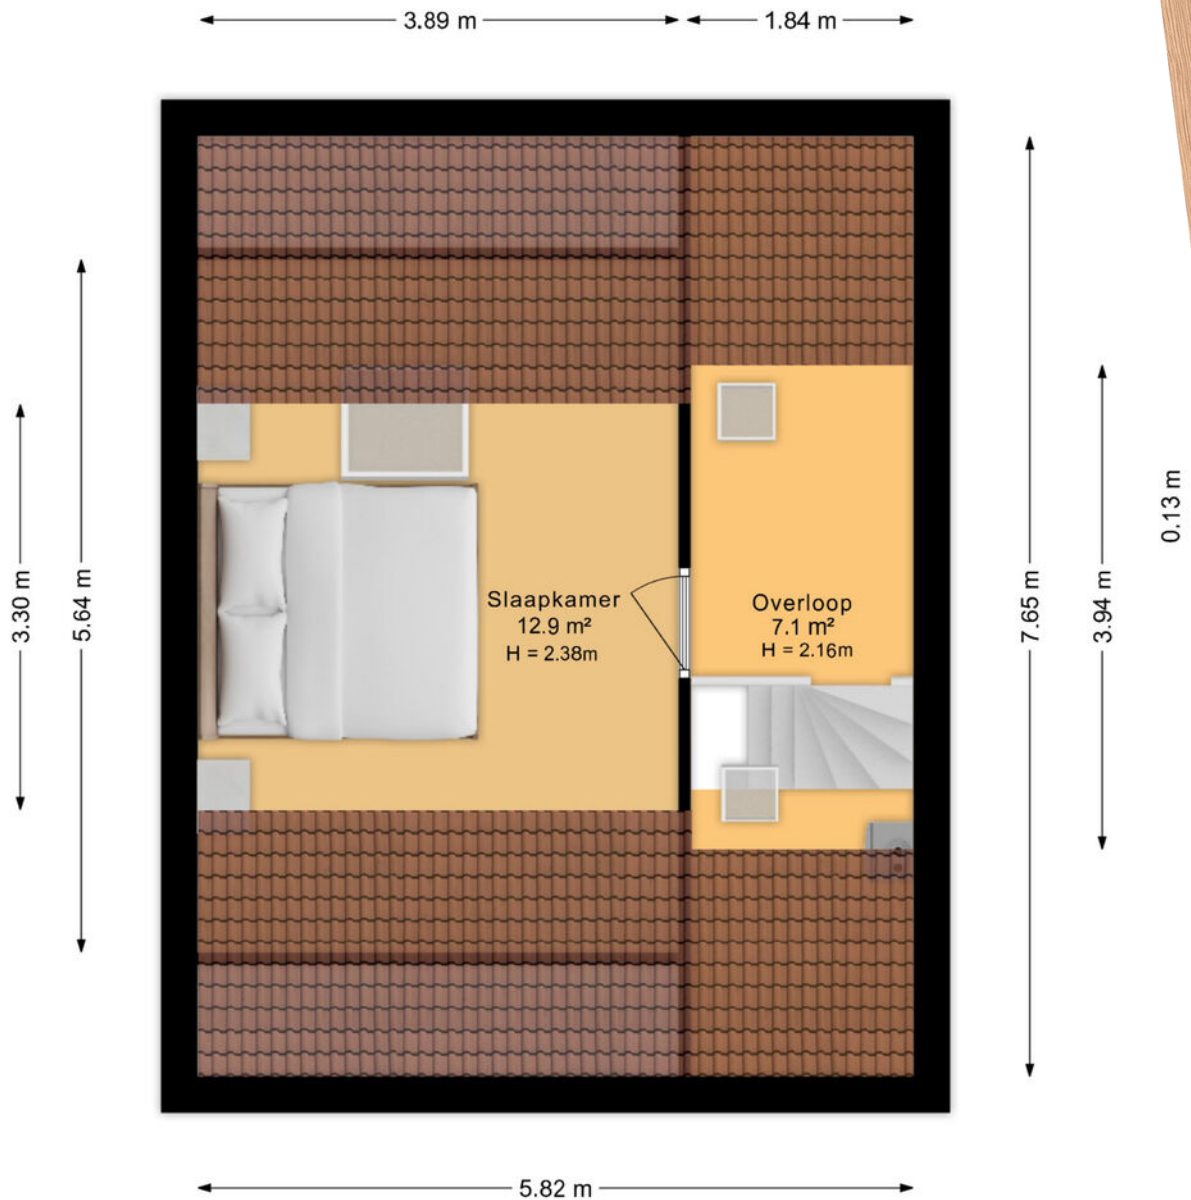 3.89 m
1.84 m
3.30 m
5.64 m
Slaapkamer
12.9 m²
H = 2.38m
Overloop
7.1 m²
H = 2.16m
7.65 m
3.94 m
0.13 m
5.82 m